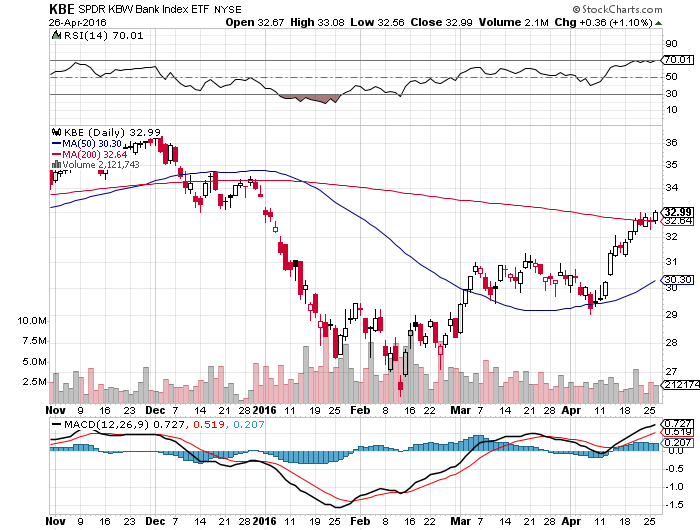 KBE SPDR KBW Bank Index ETF NYSE © StockCharts.com
26-Apr-2016 Open 32.67 High 33.08 Low 32.56 Close 32.99 Volume 2.1M Chg +0.36 (+1.10%)
RSI(14) 70.01
90
70.01
50
30
10
KBE (Daily) 32.99
MA(50) 30.30
MA(200) 32.64
Volume 2,121,743
36
35
34
32.99
32.64
31
30.30
30
29
28
27
10.0M
7.5M
5.0M
2.5M
212174
Nov 9 16 23 Dec 7 14 21 2016 11 19 25 Feb 8 16 22 Mar 7 14 21 28 Apr 11 18 25
MACD(12,26,9) 0.727, 0.519, 0.207
0.727
0.519
0.207
0.0
-0.5
-1.0
-1.5
Nov 9 16 23 Dec 7 14 21 2016 11 19 25 Feb 8 16 22 Mar 7 14 21 28 Apr 11 18 25